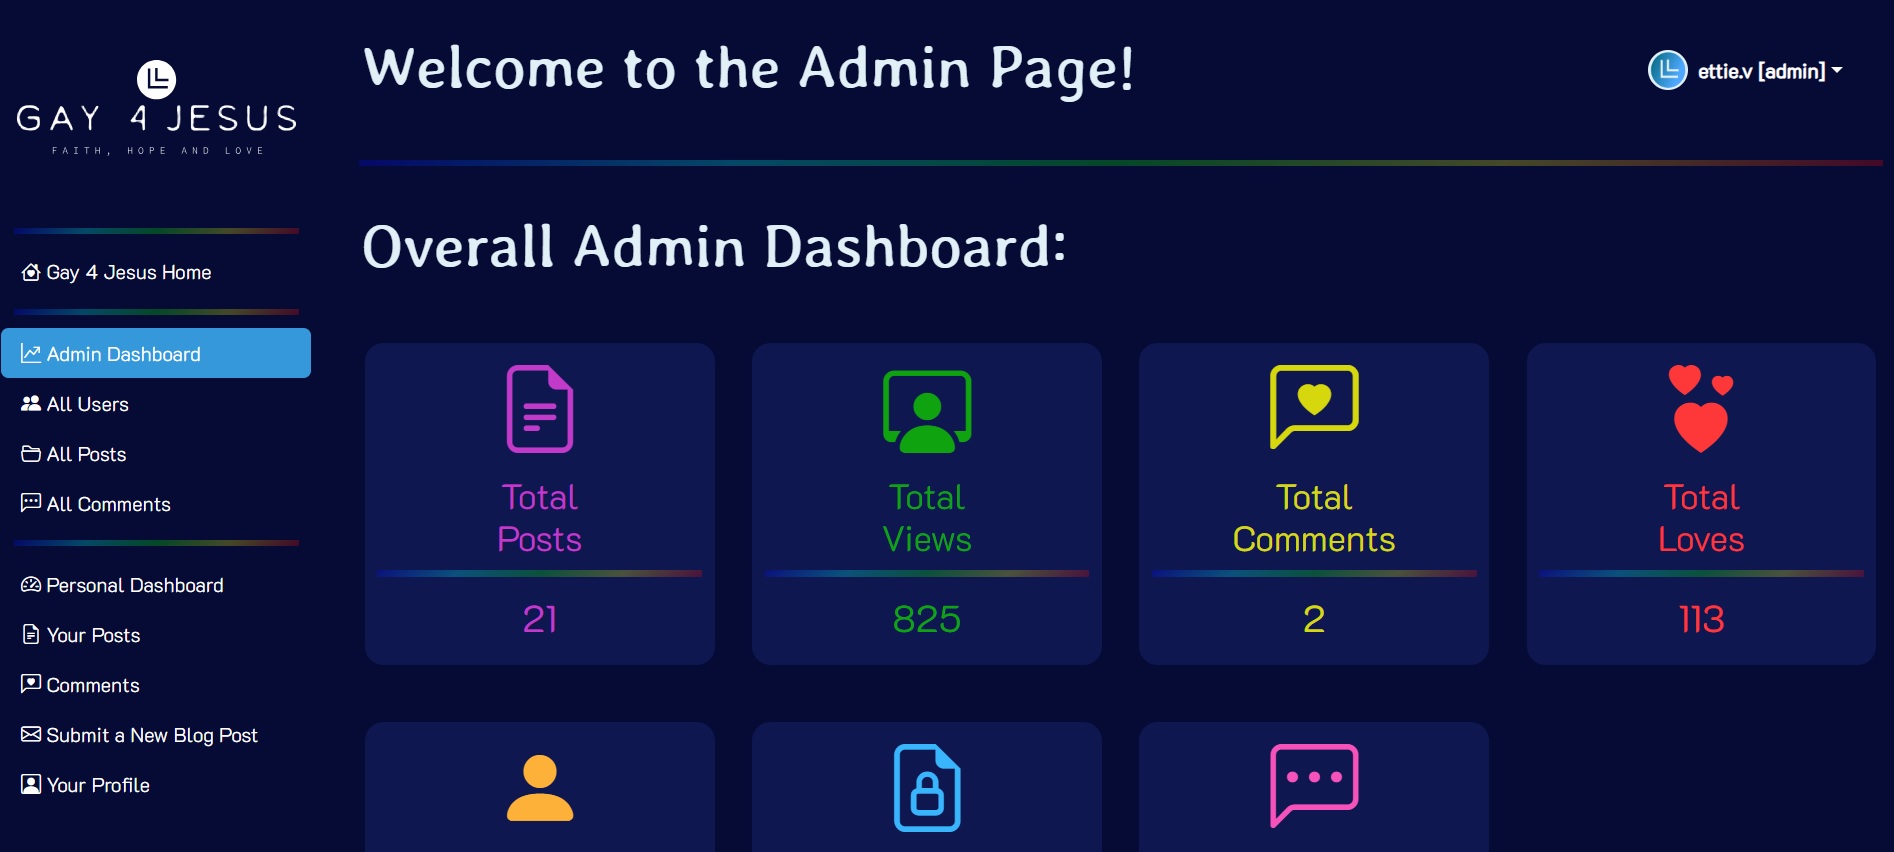 GAY 4 JESUS
FAITH, HOPE AND LOVE
Gay 4 Jesus Home
Admin Dashboard
All Users
All Posts
All Comments
Personal Dashboard
Your Posts
Comments
Submit a New Blog Post
Your Profile
Welcome to the Admin Page!
ettie.v [admin]
Overall Admin Dashboard:
Total
Posts
21
Total
Views
825
Total
Comments
2
Total
Loves
113